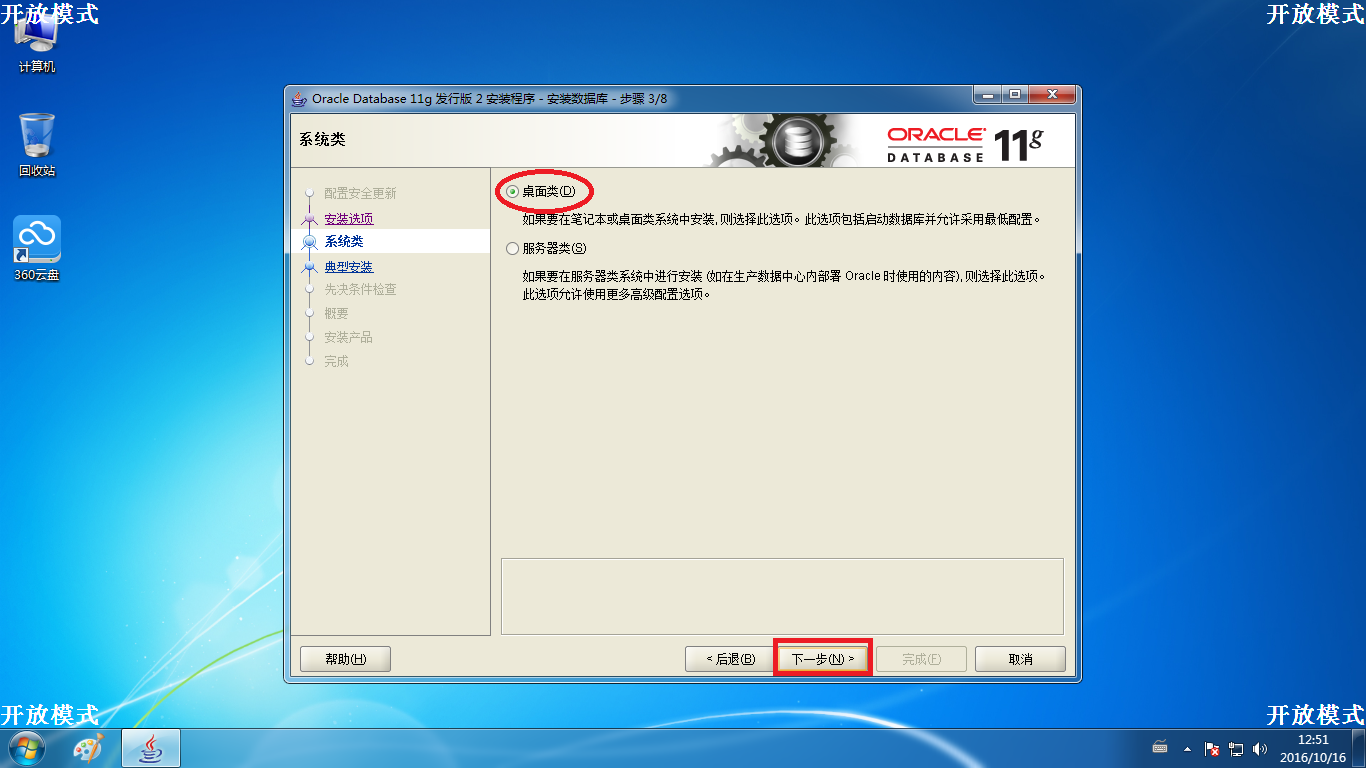 开放模式
开放模式
计算机
回收站
360云盘
Oracle Database 11g 发行版 2 安装程序 - 安装数据库 - 步骤 3/8
系统类
ORACLE
DATABASE
11g
配置安全更新
安装选项
系统类
典型安装
先决条件检查
概要
安装产品
完成
桌面类(D)
如果要在笔记本或桌面类系统中安装, 则选择此选项。此选项包括启动数据库并允许采用最低配置。
服务器类(S)
如果要在服务器类系统中进行安装 (如在生产数据中心内部署 Oracle 时使用的内容), 则选择此选项。
此选项允许使用更多高级配置选项。
帮助(H)
< 后退(B)
下一步(N) >
完成(F)
取消
开放模式
开放模式
12:51
2016/10/16